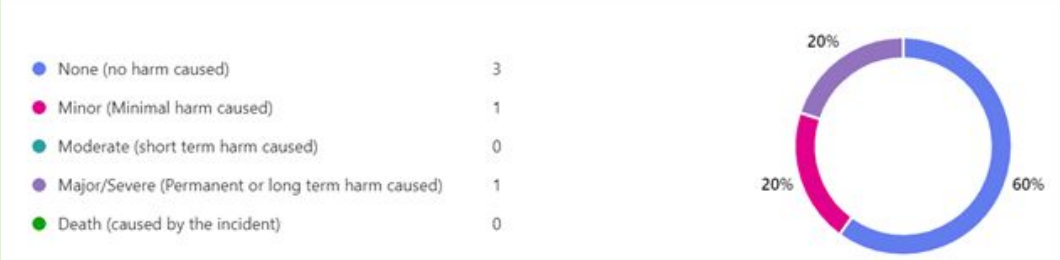 None (no harm caused) 3
Minor (Minimal harm caused) 1
Moderate (short term harm caused) 0
Major/Severe (Permanent or long term harm caused) 1
Death (caused by the incident) 0
20%
20%
60%